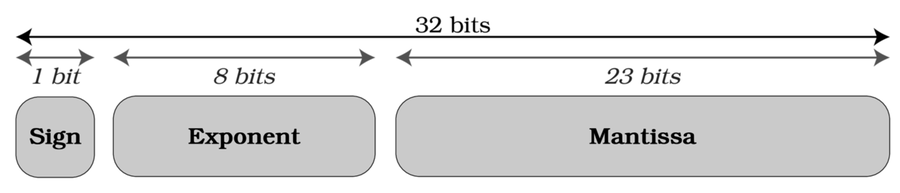 32 bits
1 bit 8 bits 23 bits
Sign Exponent Mantissa